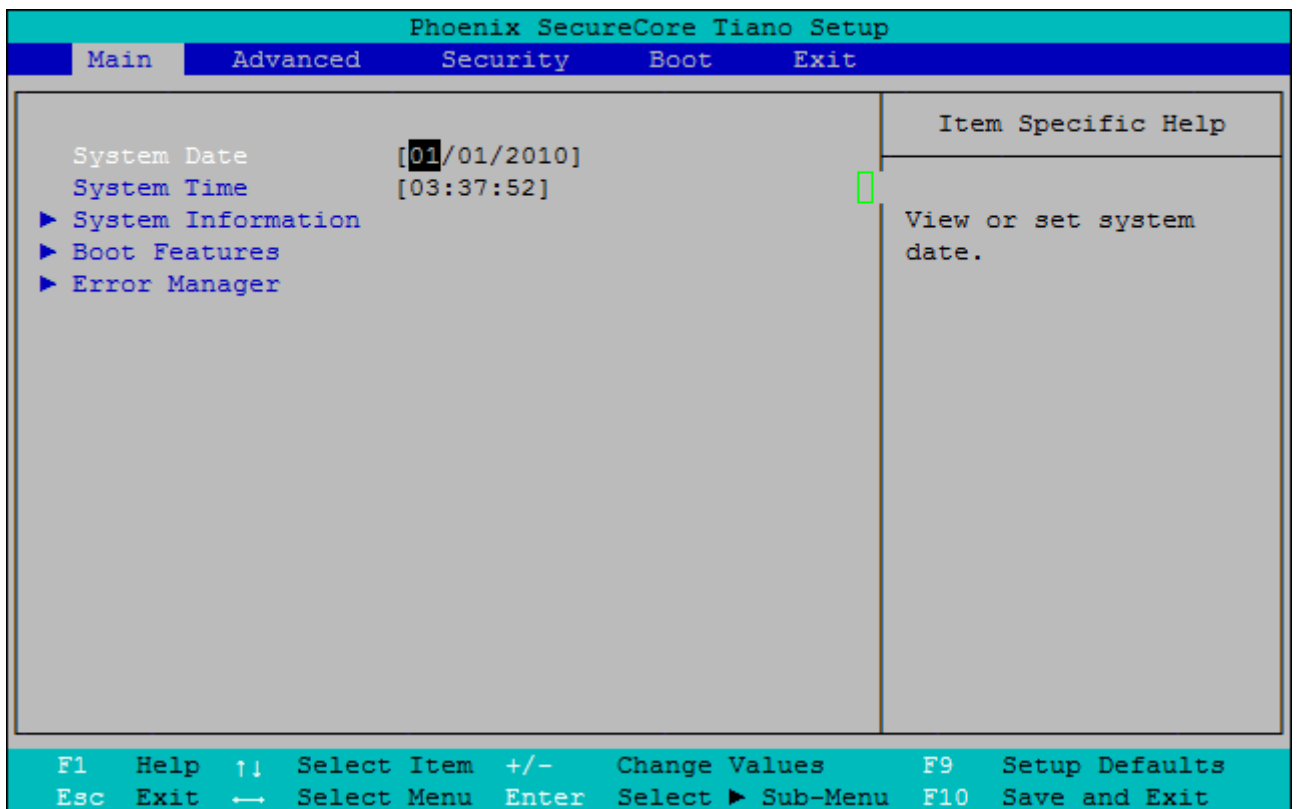 Phoenix SecureCore Tiano Setup
Main Advanced Security Boot Exit
Item Specific Help
System Date [01/01/2010]
System Time [03:37:52]
► System Information
► Boot Features
► Error Manager
View or set system
date.
F1 Help ↑↓ Select Item +/- Change Values F9 Setup Defaults
Esc Exit ←→ Select Menu Enter Select ► Sub-Menu F10 Save and Exit